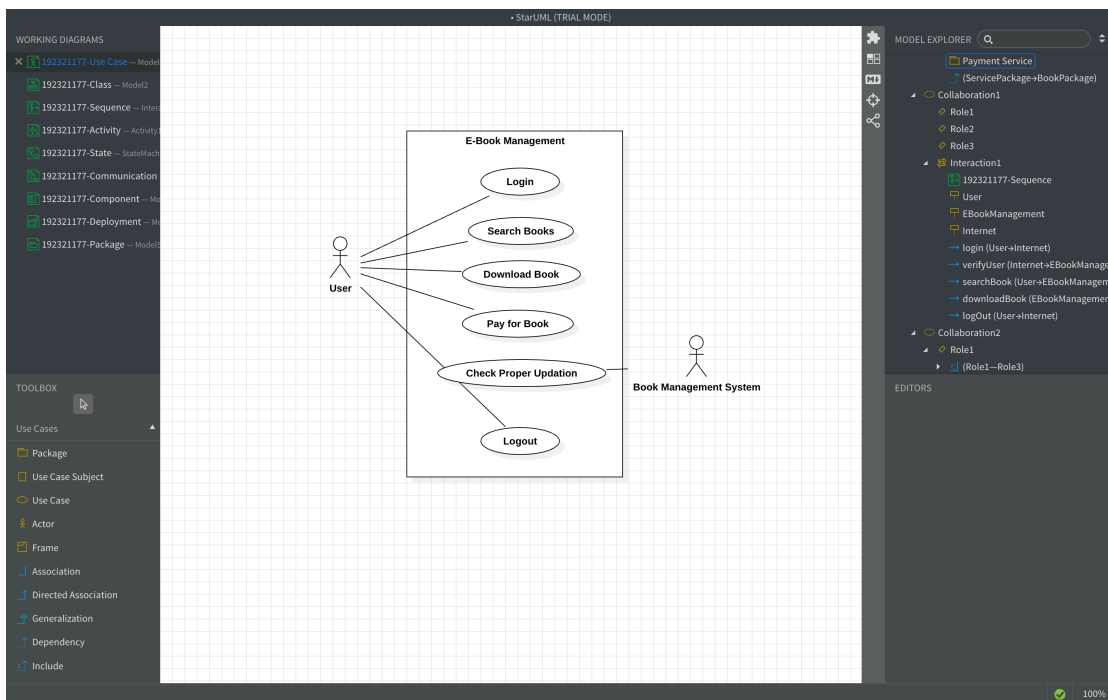 • StarUML (TRIAL MODE)
WORKING DIAGRAMS
192321177-Use Case — Model
192321177-Class — Model2
192321177-Sequence — Intera
192321177-Activity — Activity1
192321177-State — StateMach
192321177-Communication
192321177-Component — Mo
192321177-Deployment — Mo
192321177-Package — Model5
TOOLBOX
Use Cases
Package
Use Case Subject
Use Case
Actor
Frame
Association
Directed Association
Generalization
Dependency
Include
E-Book Management
Login
Search Books
Download Book
Pay for Book
Check Proper Updation
Logout
User
Book Management System
MODEL EXPLORER
Payment Service
(ServicePackage→BookPackage)
Collaboration1
Role1
Role2
Role3
Interaction1
192321177-Sequence
User
EBookManagement
Internet
login (User→Internet)
verifyUser (Internet→EBookManage
searchBook (User→EBookManagem
downloadBook (EBookManagemer
logOut (User→Internet)
Collaboration2
Role1
(Role1—Role3)
EDITORS
100%